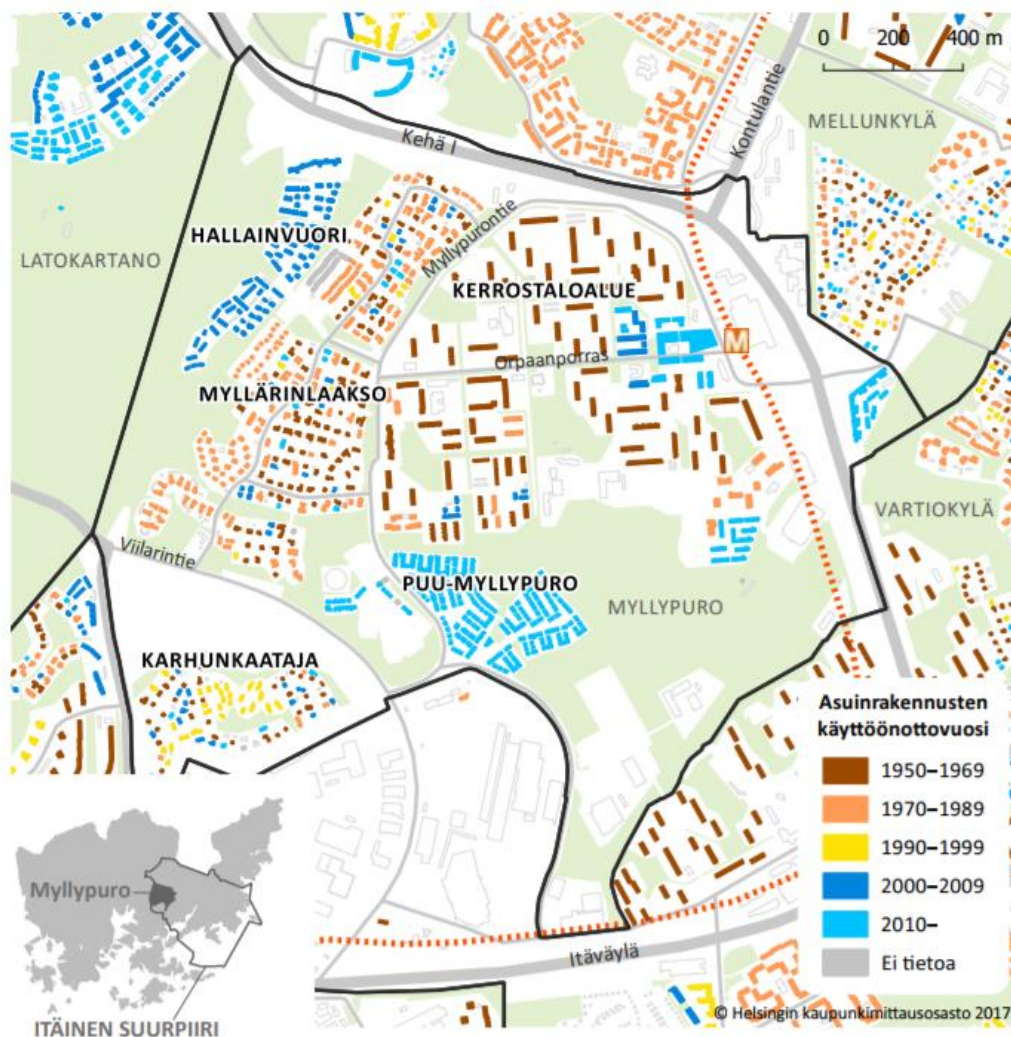 0 200 400 m
Kehä I
Kontulantie
MELLUNKYLÄ
HALLAINVUORI
Myllypurontie
LATOKARTANO
KERROSTALOALUE
M
Orpaanporras
MYLLÄRINLAAKSO
VARTIOKYLÄ
Viilarintie
PUU-MYLLYPURO
MYLLYPURO
KARHUNKAATAJA
Asuinrakennusten
käyttöönottovuosi
1950–1969
1970–1989
1990–1999
2000–2009
2010–
Ei tietoa
Myllypuro
Itäväylä
© Helsingin kaupunkimittausosasto 2017
ITÄINEN SUURPIIRI